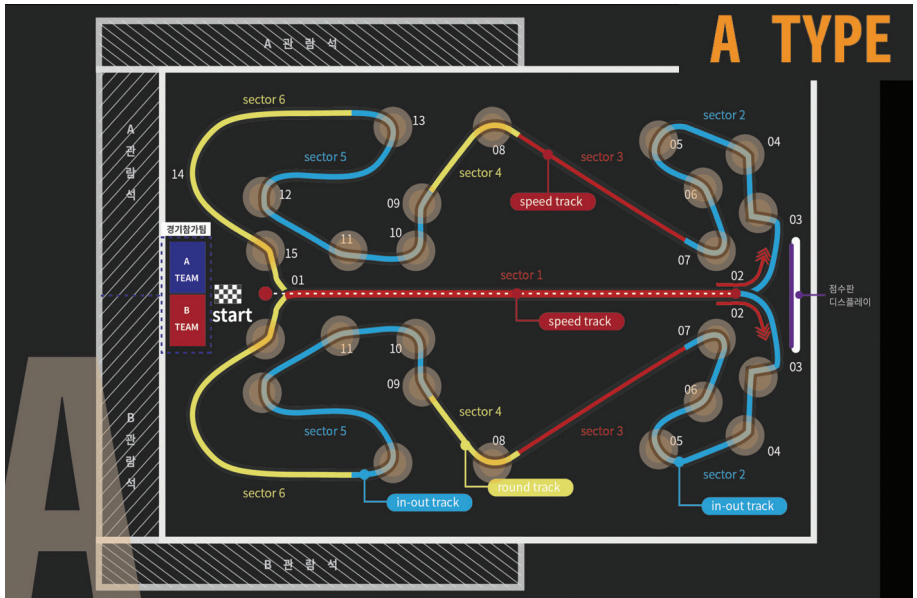 A TYPE
A 관 람 석
sector 6
13
sector 5
14
12
08
sector 3
sector 4
speed track
09
10
11
sector 2
04
05
06
03
07
A
관
람
석
경기참가팀
A
TEAM
B
TEAM
15
01
start
sector 1
speed track
02
02
점수판
디스플레이
11
10
09
sector 4
08
sector 3
07
06
03
05
04
sector 2
sector 5
sector 6
in-out track
round track
in-out track
B
관
람
석
B 관 람 석
A